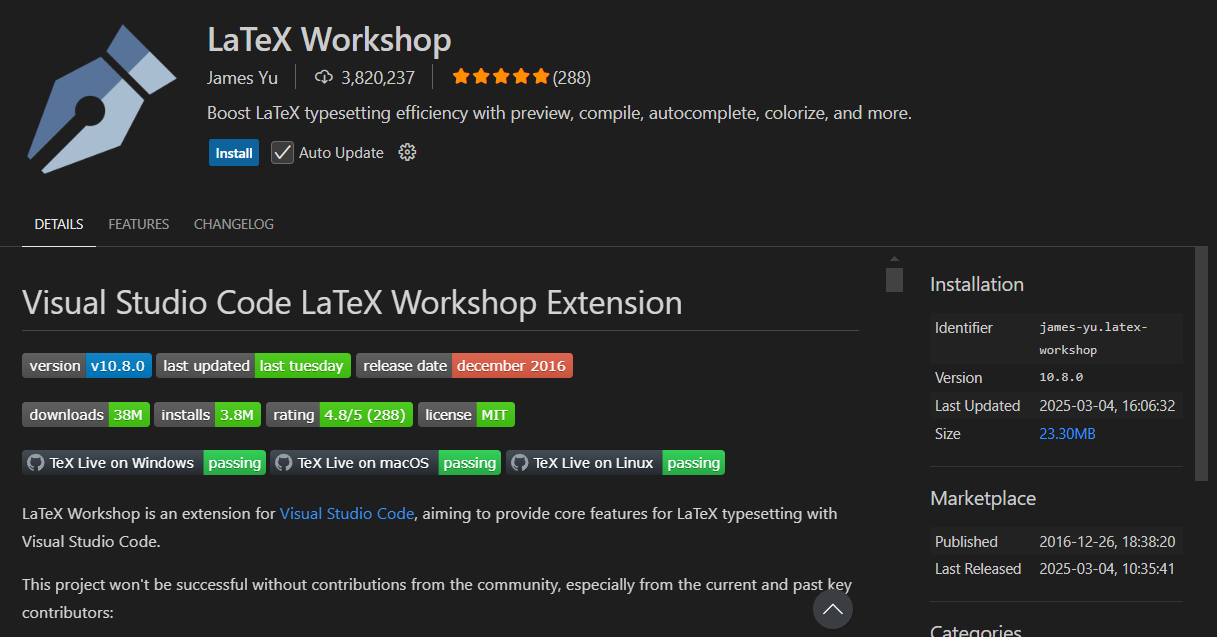 LaTeX Workshop
James Yu
3,820,237
(288)
Boost LaTeX typesetting efficiency with preview, compile, autocomplete, colorize, and more.
Install
Auto Update
DETAILS FEATURES CHANGELOG
Visual Studio Code LaTeX Workshop Extension
version v10.8.0 last updated last tuesday release date december 2016
downloads 38M installs 3.8M rating 4.8/5 (288) license MIT
TeX Live on Windows passing TeX Live on macOS passing TeX Live on Linux passing
LaTeX Workshop is an extension for Visual Studio Code, aiming to provide core features for LaTeX typesetting with
Visual Studio Code.
This project won't be successful without contributions from the community, especially from the current and past key
contributors:
Installation
Identifier james-yu.latex-
workshop
Version 10.8.0
Last Updated 2025-03-04, 16:06:32
Size 23.30MB
Marketplace
Published 2016-12-26, 18:38:20
Last Released 2025-03-04, 10:35:41
Categories